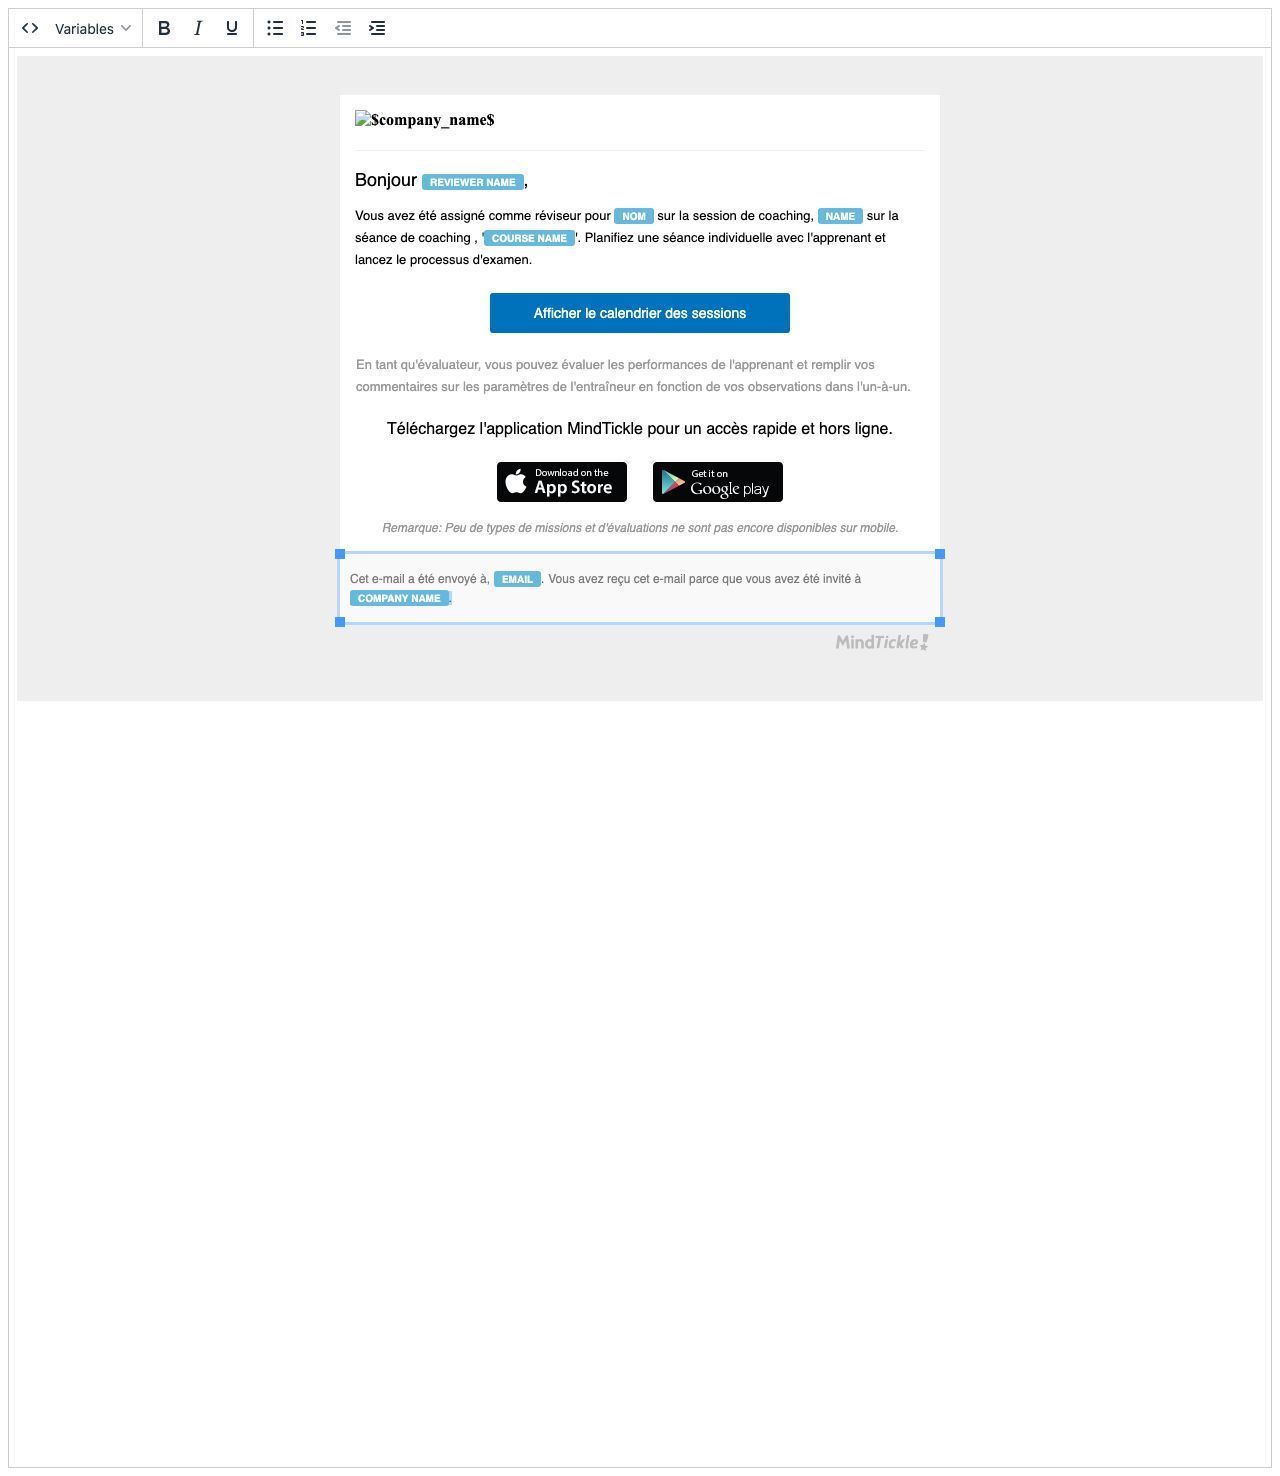 Variables
$company_name$
Bonjour REVIEWER NAME,
Vous avez été assigné comme réviseur pour NOM sur la session de coaching, NAME sur la
séance de coaching , 'COURSE NAME'. Planifiez une séance individuelle avec l'apprenant et
lancez le processus d'examen.
Afficher le calendrier des sessions
En tant qu'évaluateur, vous pouvez évaluer les performances de l'apprenant et remplir vos
commentaires sur les paramètres de l'entraîneur en fonction de vos observations dans l'un-à-un.
Téléchargez l'application MindTickle pour un accès rapide et hors ligne.
Download on the
App Store
Get it on
Google play
Remarque: Peu de types de missions et d'évaluations ne sont pas encore disponibles sur mobile.
Cet e-mail a été envoyé à, EMAIL. Vous avez reçu cet e-mail parce que vous avez été invité à
COMPANY NAME.
MindTickle!